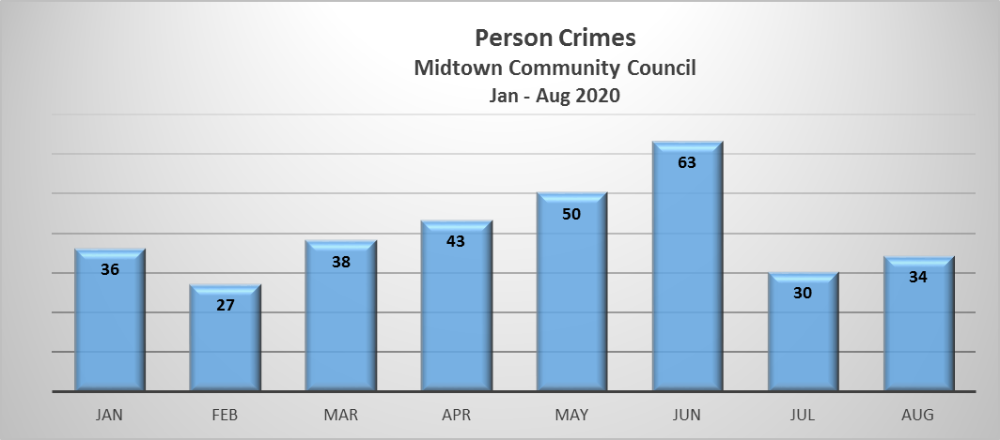 Person Crimes
Midtown Community Council
Jan - Aug 2020
36
27
38
43
50
63
30
34
JAN
FEB
MAR
APR
MAY
JUN
JUL
AUG